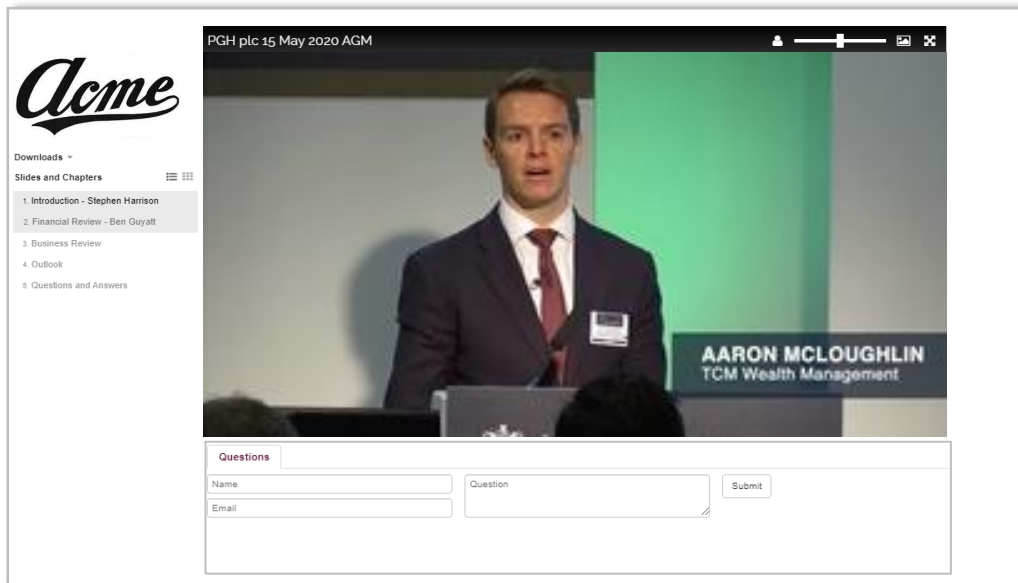 PGH plc 15 May 2020 AGM
Acme
Downloads
Slides and Chapters
1. Introduction - Stephen Harrison
2. Financial Review - Ben Guyatt
3. Business Review
4. Outlook
5. Questions and Answers
AARON MCLOUGHLIN
TCM Wealth Management
Questions
Name
Email
Question
Submit